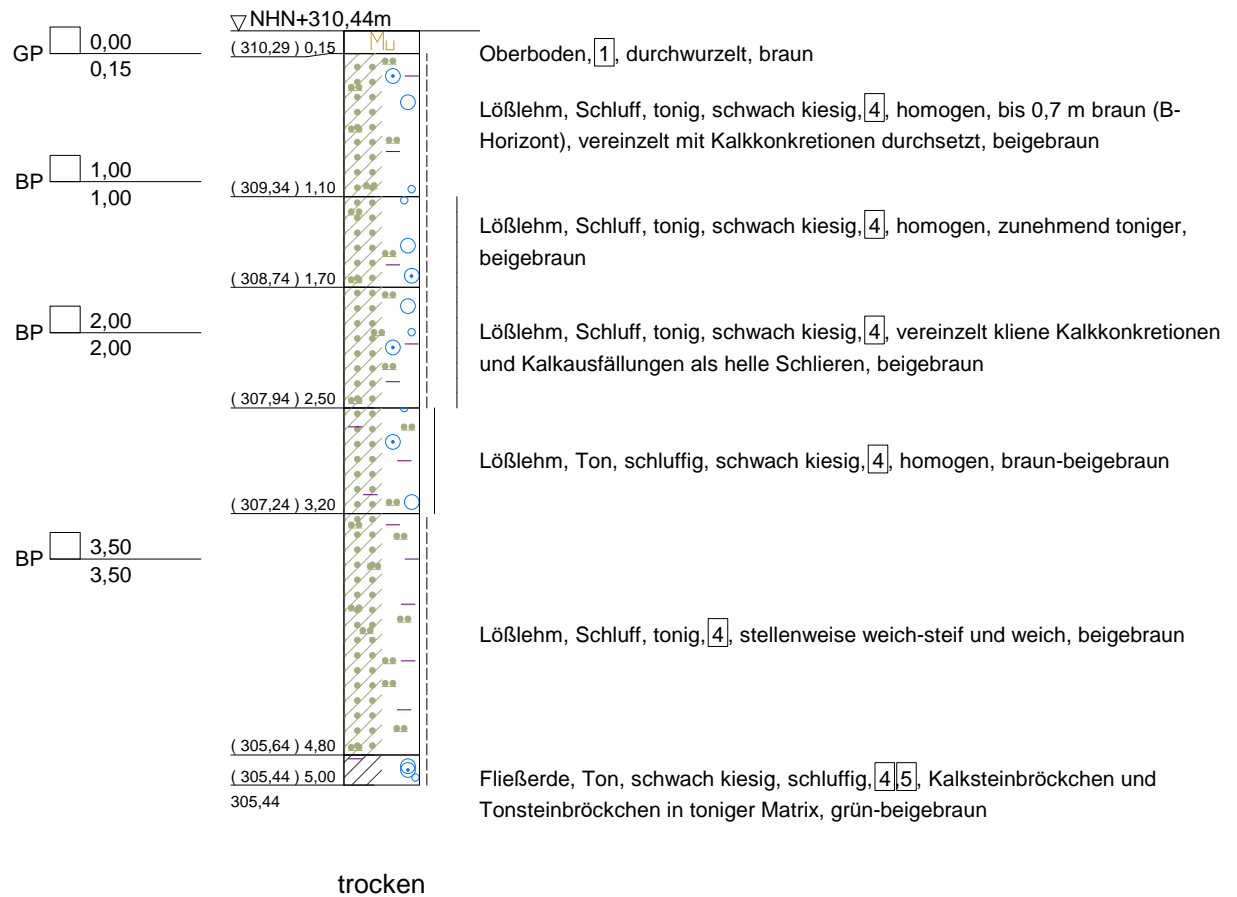 NHN+310,44m
GP 0,00
0,15
( 310,29 ) 0,15
Mu
Oberboden, 1, durchwurzelt, braun
Lößlehm, Schluff, tonig, schwach kiesig, 4, homogen, bis 0,7 m braun (B-
Horizont), vereinzelt mit Kalkkonkretionen durchsetzt, beigebraun
BP 1,00
1,00
( 309,34 ) 1,10
Lößlehm, Schluff, tonig, schwach kiesig, 4, homogen, zunehmend toniger,
beigebraun
( 308,74 ) 1,70
BP 2,00
2,00
Lößlehm, Schluff, tonig, schwach kiesig, 4, vereinzelt kliene Kalkkonkretionen
und Kalkausfällungen als helle Schlieren, beigebraun
( 307,94 ) 2,50
Lößlehm, Ton, schluffig, schwach kiesig, 4, homogen, braun-beigebraun
( 307,24 ) 3,20
BP 3,50
3,50
Lößlehm, Schluff, tonig, 4, stellenweise weich-steif und weich, beigebraun
( 305,64 ) 4,80
( 305,44 ) 5,00
305,44
Fließerde, Ton, schwach kiesig, schluffig, 4,5, Kalksteinbröckchen und
Tonsteinbröckchen in toniger Matrix, grün-beigebraun
trocken